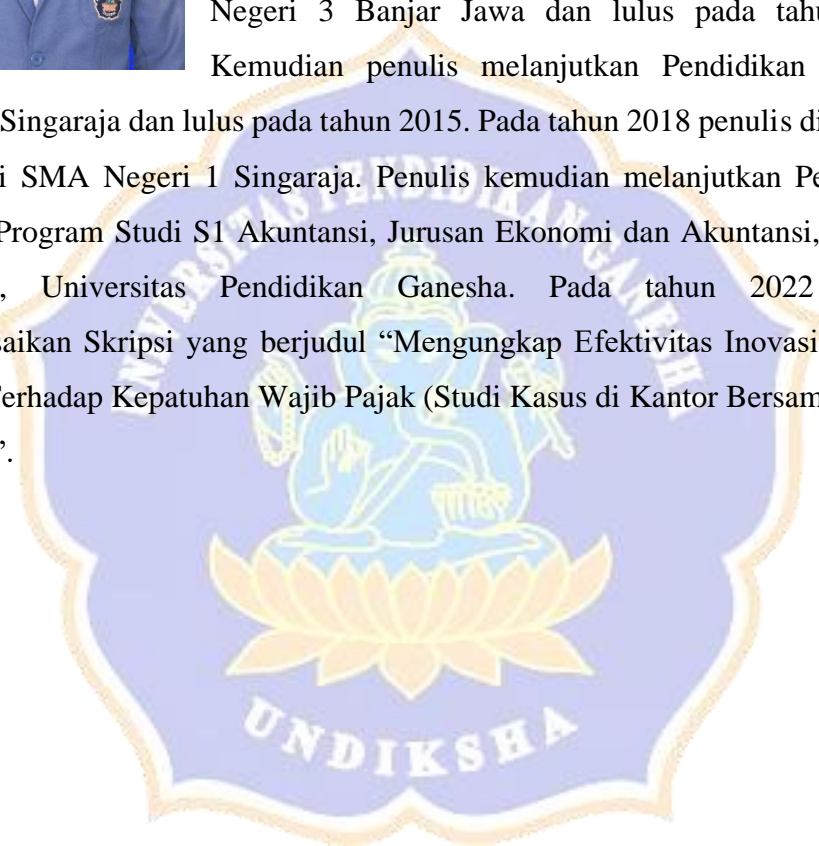 Negeri 3 Banjar Jawa dan lulus pada tahu
Kemudian penulis melanjutkan Pendidikan
Singaraja dan lulus pada tahun 2015. Pada tahun 2018 penulis di
i SMA Negeri 1 Singaraja. Penulis kemudian melanjutkan Pe
Program Studi S1 Akuntansi, Jurusan Ekonomi dan Akuntansi,
, Universitas Pendidikan Ganesha. Pada tahun 2022
saikan Skripsi yang berjudul “Mengungkap Efektivitas Inovasi
Terhadap Kepatuhan Wajib Pajak (Studi Kasus di Kantor Bersam
”.
UNIVERSITAS PENDIDIKAN GANESHA
UNDIKSHA